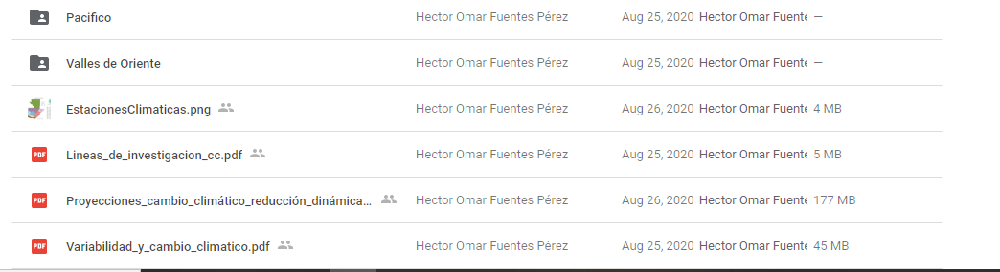 Pacifico Hector Omar Fuentes Pérez Aug 25, 2020 Hector Omar Fuente —
Valles de Oriente Hector Omar Fuentes Pérez Aug 25, 2020 Hector Omar Fuente —
EstacionesClimaticas.png Hector Omar Fuentes Pérez Aug 26, 2020 Hector Omar Fuente 4 MB
PDF Lineas_de_investigacion_cc.pdf Hector Omar Fuentes Pérez Aug 25, 2020 Hector Omar Fuente 5 MB
PDF Proyecciones_cambio_climático_reducción_dinámica... Hector Omar Fuentes Pérez Aug 26, 2020 Hector Omar Fuente 177 MB
PDF Variabilidad_y_cambio_climatico.pdf Hector Omar Fuentes Pérez Aug 25, 2020 Hector Omar Fuente 45 MB